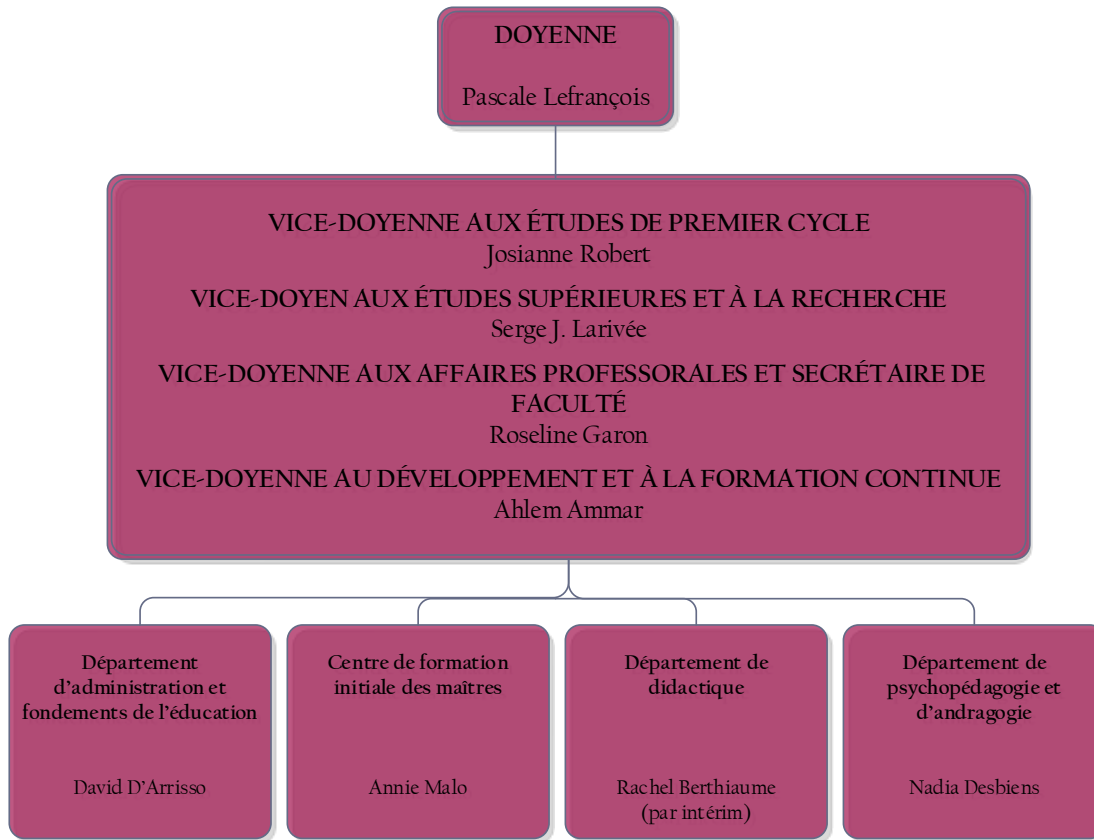 DOYENNE
Pascale Lefrançois
VICE-DOYENNE AUX ÉTUDES DE PREMIER CYCLE
Josianne Robert
VICE-DOYEN AUX ÉTUDES SUPÉRIEURES ET À LA RECHERCHE
Serge J. Larivée
VICE-DOYENNE AUX AFFAIRES PROFESSORALES ET SECRÉTAIRE DE
FACULTÉ
Roseline Garon
VICE-DOYENNE AU DÉVELOPPEMENT ET À LA FORMATION CONTINUE
Ahlem Ammar
Département
d'administration et
fondements de l'éducation
David D'Arrisso
Centre de formation
initiale des maîtres
Annie Malo
Département de
didactique
Rachel Berthiaume
(par intérim)
Département de
psychopédagogie et
d'andragogie
Nadia Desbiens